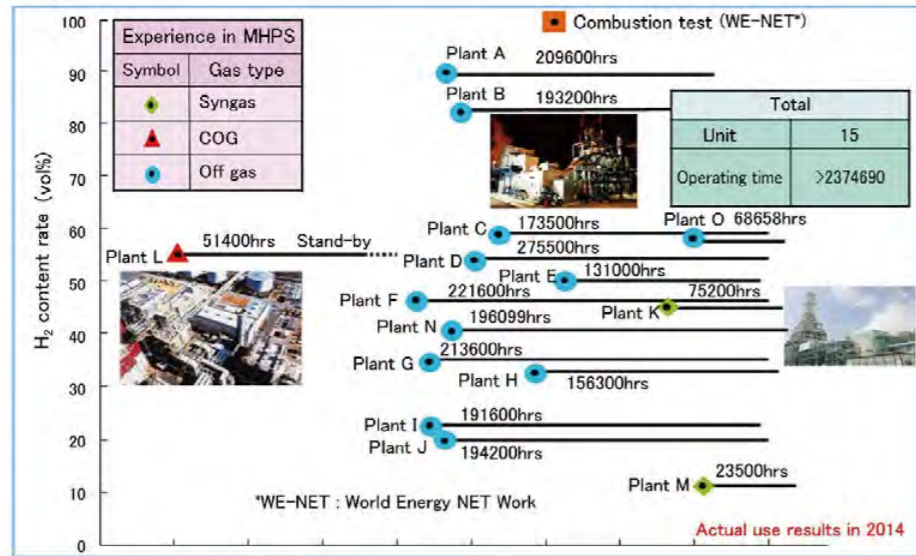 100
90
80
70
60
50
40
30
20
10
0
H2 content rate (vol%)
Experience in MHPS
Symbol Gas type
Syngas
COG
Off gas
Combustion test (WE-NET*)
Plant A 209600hrs
Plant B 193200hrs
Total
Unit 15
Operating time >2374690
Plant C 173500hrs
Plant O 68658hrs
Plant L 51400hrs Stand-by
Plant D 275500hrs
Plant E 131000hrs
Plant F 221600hrs
Plant K 75200hrs
Plant N 196099hrs
Plant G 213600hrs
Plant H 156300hrs
Plant I 191600hrs
Plant J 194200hrs
Plant M 23500hrs
*WE-NET : World Energy NET Work
Actual use results in 2014